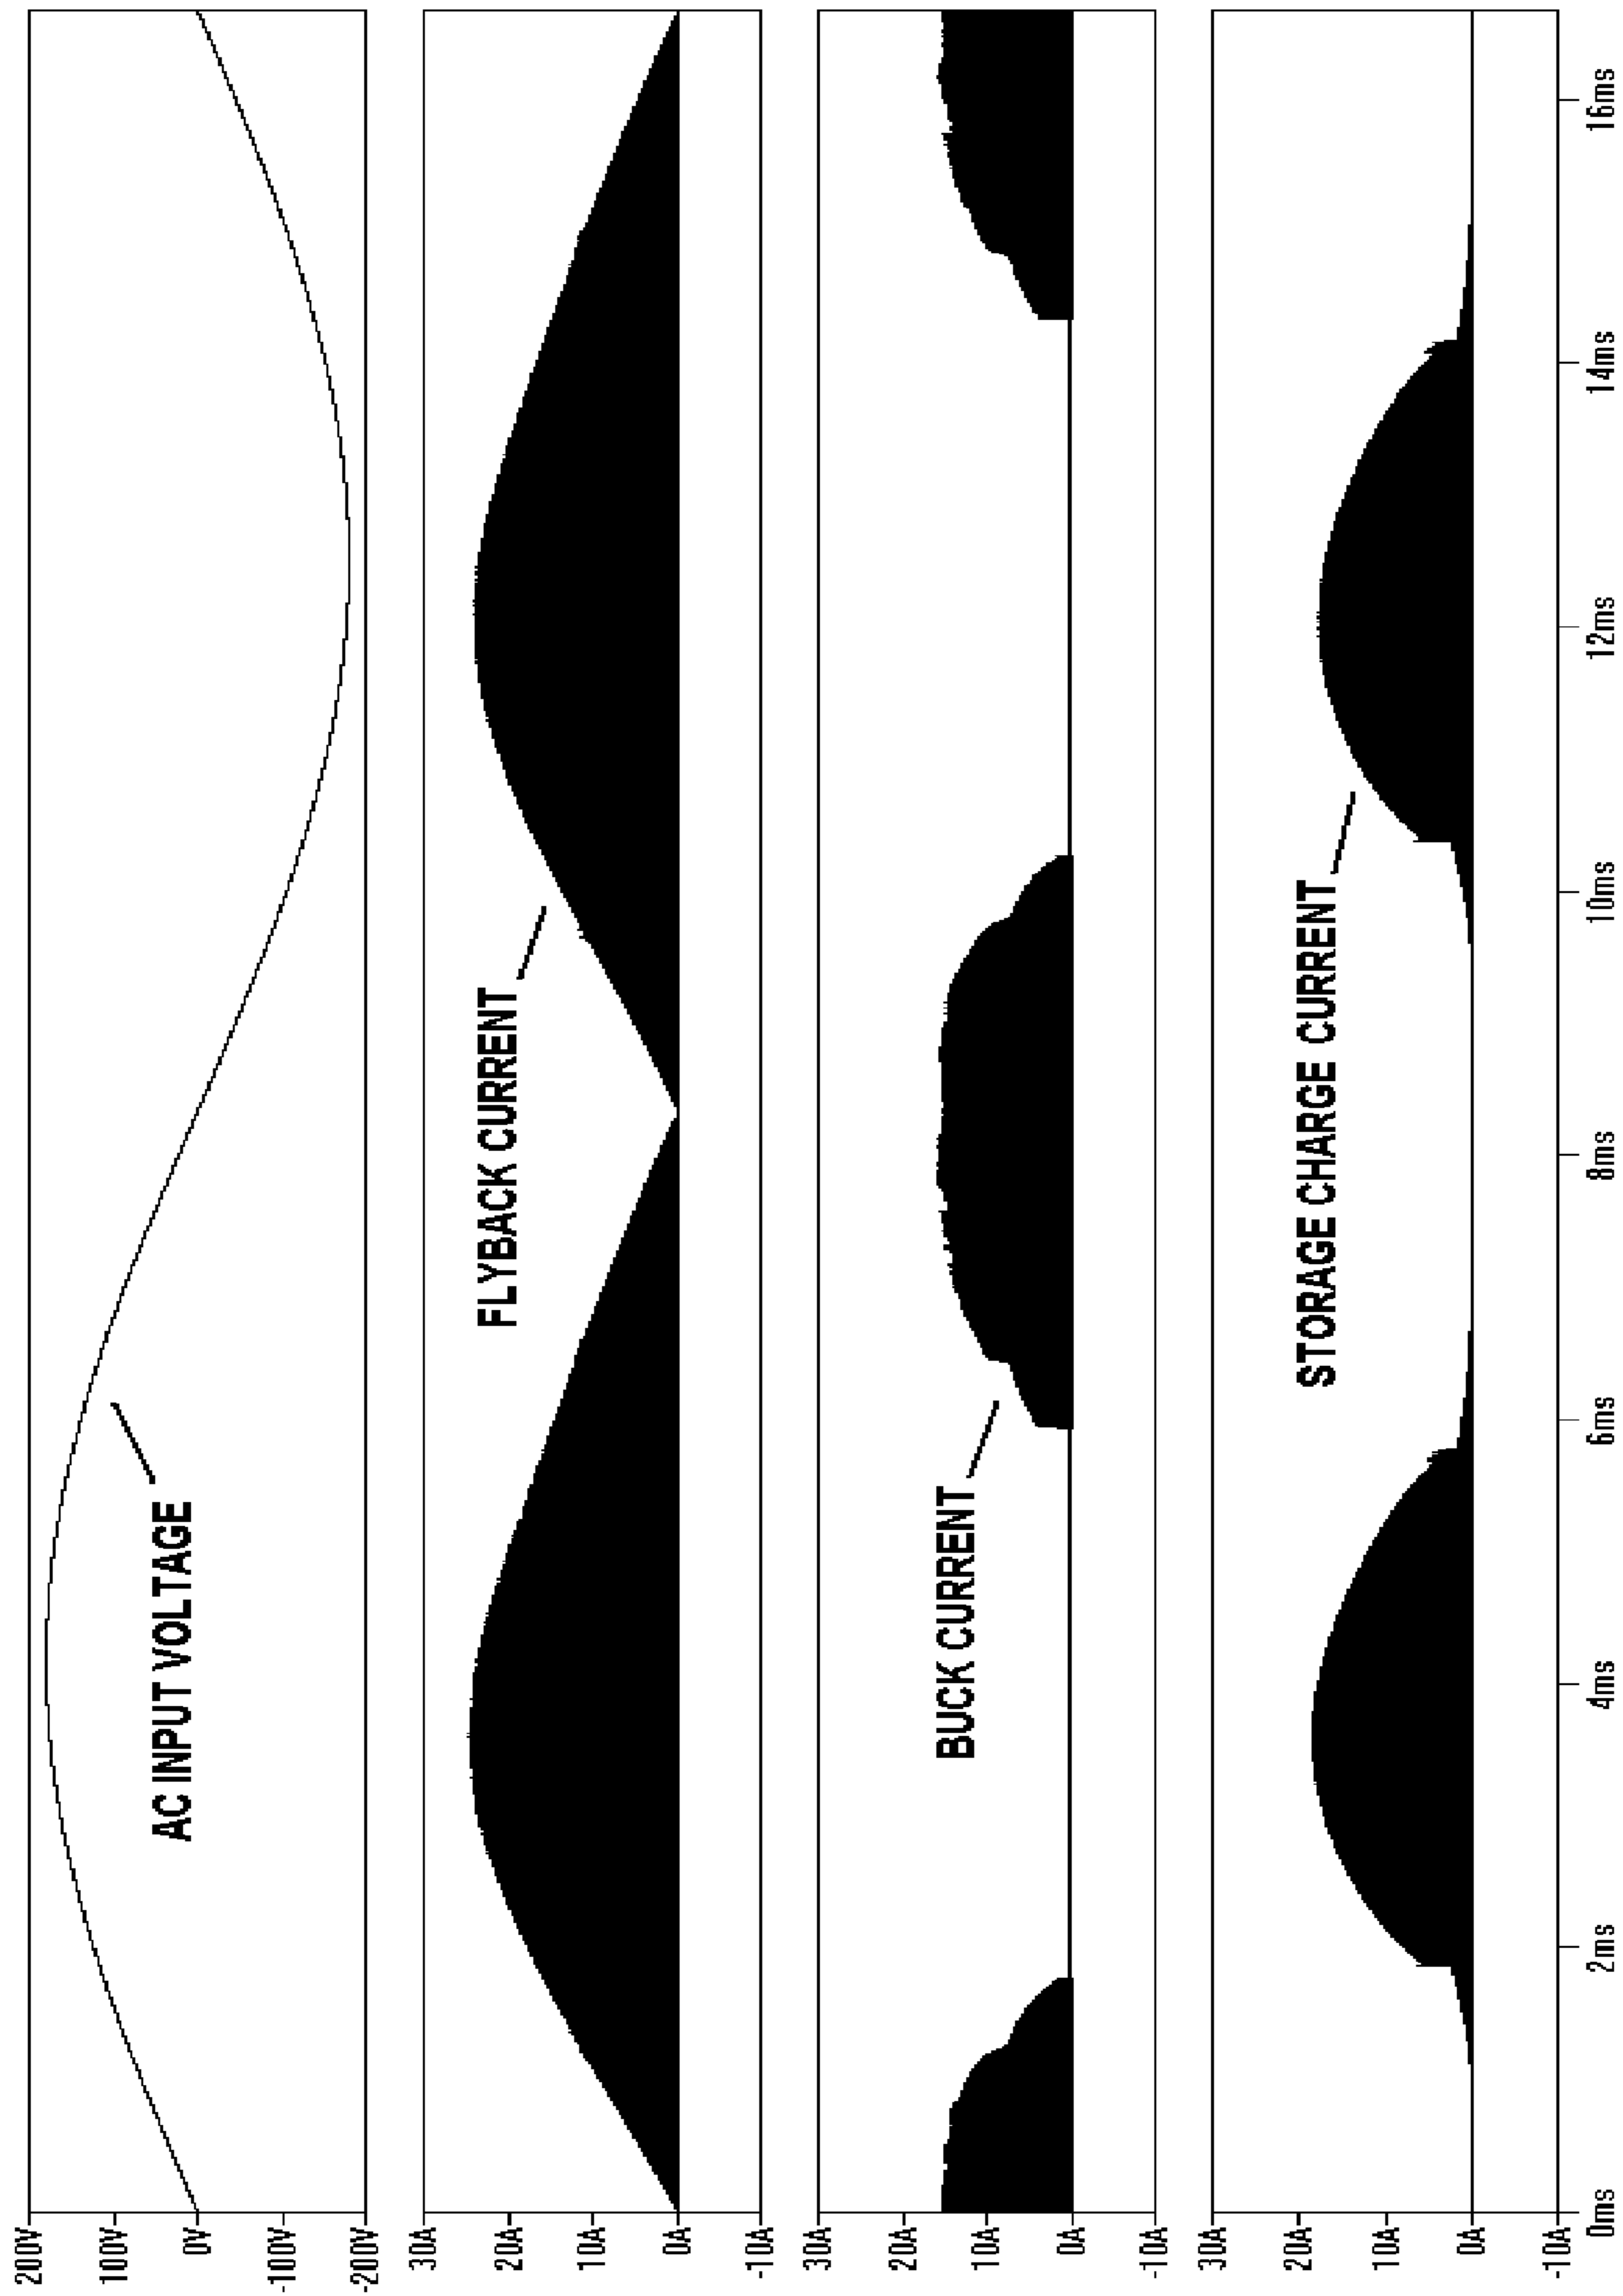 200V
100V
0V
-100V
-200V
AC INPUT VOLTAGE
30A
20A
10A
0A
-10A
FLYBACK CURRENT
30A
20A
10A
0A
-10A
BUCK CURRENT
30A
20A
10A
0A
-10A
STORAGE CHARGE CURRENT
0ms 2ms 4ms 6ms 8ms 10ms 12ms 14ms 16ms